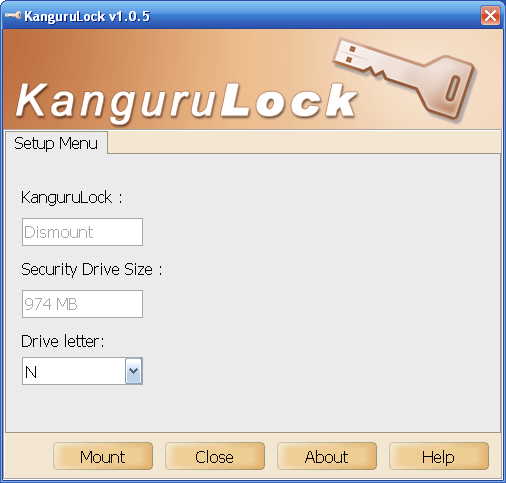 KanguruLock v1.0.5
KanguruLock
Setup Menu
KanguruLock :
Dismount
Security Drive Size :
974 MB
Drive letter:
N
Mount Close About Help